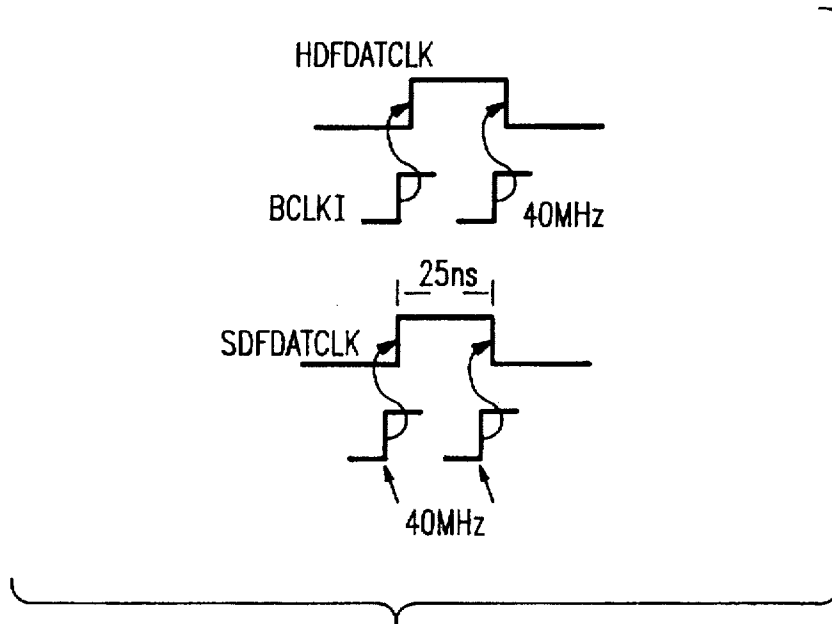 HDFDATCLK
BCLKI
40MHz
25ns
SDFDATCLK
40MHz